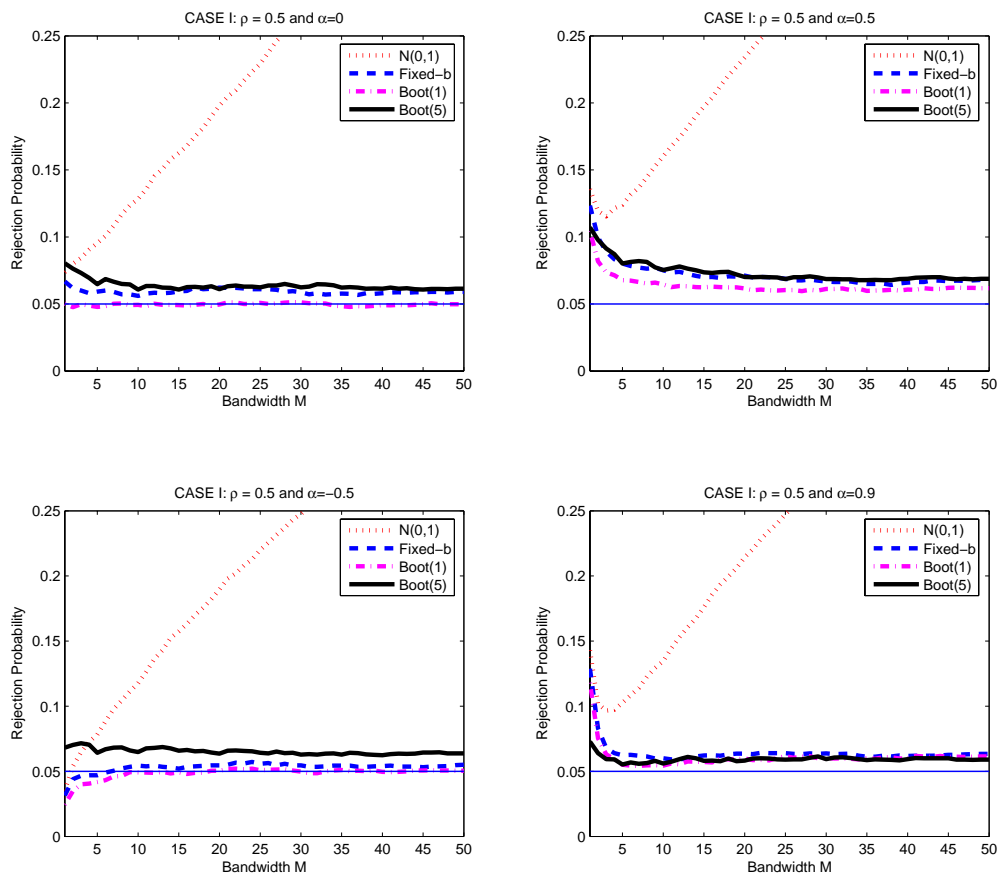 CASE I: ρ = 0.5 and α=0
0.25
0.2
0.15
0.1
0.05
0
Rejection Probability
N(0,1)
Fixed−b
Boot(1)
Boot(5)
5 10 15 20 25 30 35 40 45 50
Bandwidth M
CASE I: ρ = 0.5 and α=0.5
0.25
0.2
0.15
0.1
0.05
0
Rejection Probability
N(0,1)
Fixed−b
Boot(1)
Boot(5)
5 10 15 20 25 30 35 40 45 50
Bandwidth M
CASE I: ρ = 0.5 and α=−0.5
0.25
0.2
0.15
0.1
0.05
0
Rejection Probability
N(0,1)
Fixed−b
Boot(1)
Boot(5)
5 10 15 20 25 30 35 40 45 50
Bandwidth M
CASE I: ρ = 0.5 and α=0.9
0.25
0.2
0.15
0.1
0.05
0
Rejection Probability
N(0,1)
Fixed−b
Boot(1)
Boot(5)
5 10 15 20 25 30 35 40 45 50
Bandwidth M